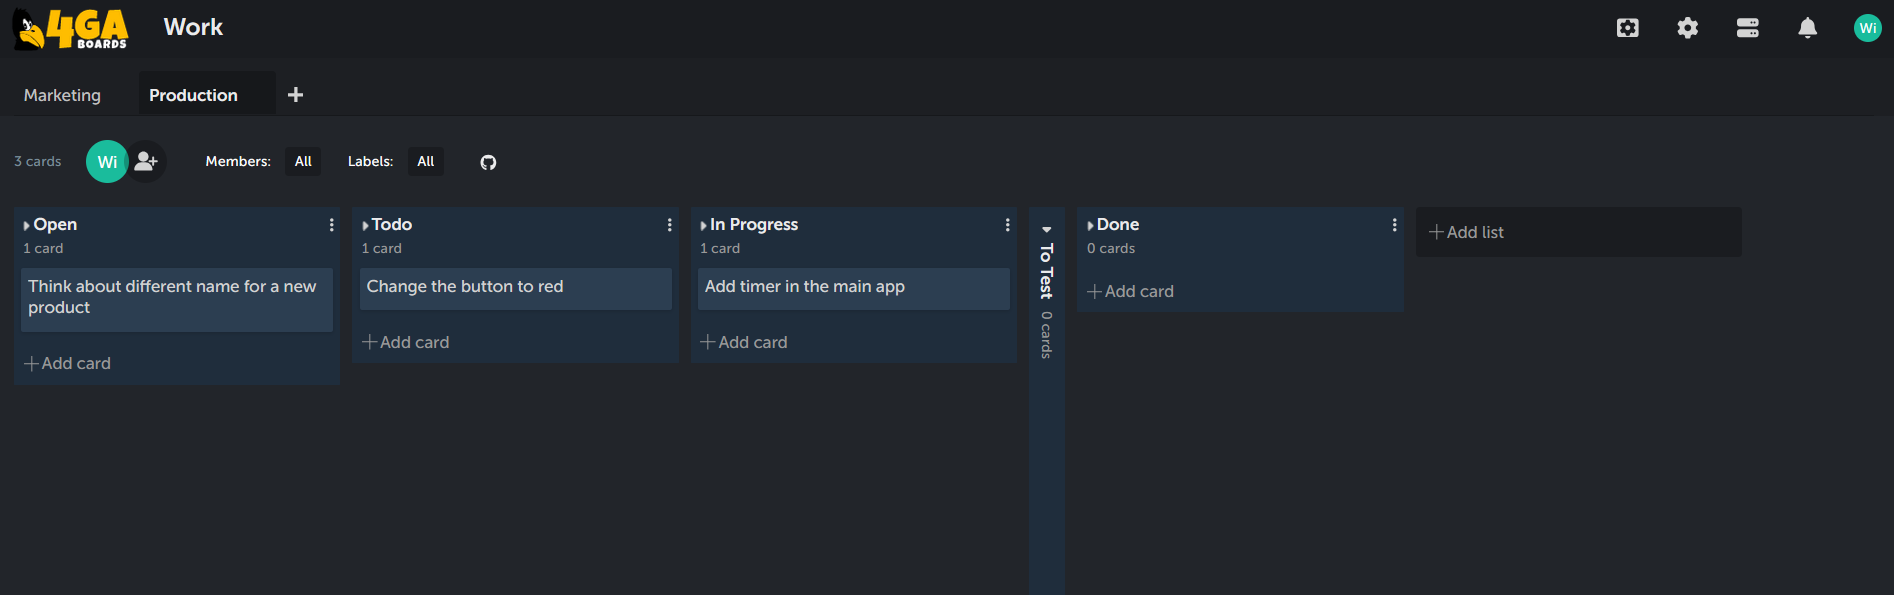 4GA
BOARDS
Work
Wi
Marketing
Production
3 cards
Wi
Members:
All
Labels:
All
Open
1 card
Think about different name for a new
product
Add card
Todo
1 card
Change the button to red
Add card
In Progress
1 card
Add timer in the main app
Add card
To Test 0 cards
Done
0 cards
Add card
Add list